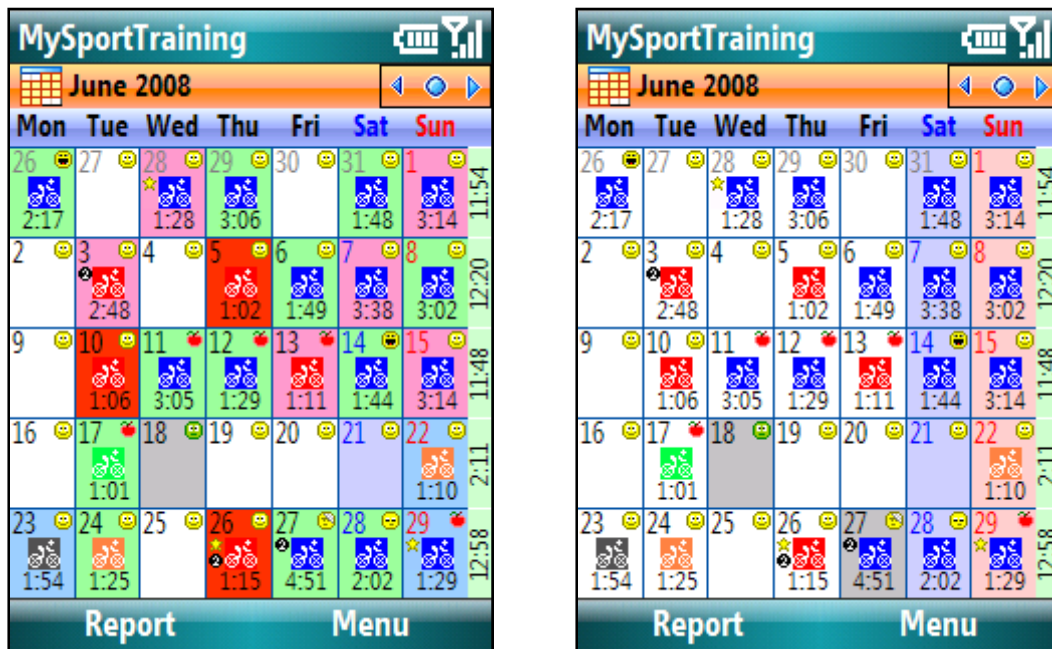 MySportTraining
June 2008
Mon Tue Wed Thu Fri Sat Sun
26 27 28 29 30 31 1
2:17 1:28 3:06 1:48 3:14
11:54
2 3 4 5 6 7 8
2
2:48 1:02 1:49 3:38 3:02
12:20
9 10 11 12 13 14 15
1:06 3:05 1:29 1:11 1:44 3:14
11:48
16 17 18 19 20 21 22
1:01 1:10
2:11
23 24 25 26 27 28 29
2 2
1:54 1:25 1:15 4:51 2:02 1:29
12:58
Report Menu
MySportTraining
June 2008
Mon Tue Wed Thu Fri Sat Sun
26 27 28 29 30 31 1
2:17 1:28 3:06 1:48 3:14
11:54
2 3 4 5 6 7 8
2
2:48 1:02 1:49 3:38 3:02
12:20
9 10 11 12 13 14 15
1:06 3:05 1:29 1:11 1:44 3:14
11:48
16 17 18 19 20 21 22
1:01 1:10
2:11
23 24 25 26 27 28 29
2 2
1:54 1:25 1:15 4:51 2:02 1:29
12:58
Report Menu